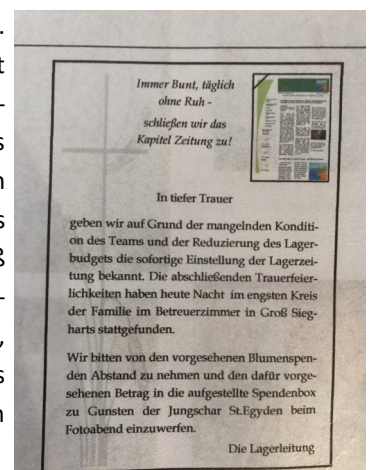 .
t
-
s
n
s
g
-
,
s
n
Immer Bunt, täglich
ohne Ruh -
schließen wir das
Kapitel Zeitung zu!
In tiefer Trauer
geben wir auf Grund der mangelnden Konditi-
on des Teams und der Reduzierung des Lager-
budgets die sofortige Einstellung der Lagerzei-
tung bekannt. Die abschließenden Trauerfeier-
lichkeiten haben heute Nacht im engsten Kreis
der Familie im Betreuerzimmer in Groß Sieg-
harts stattgefunden.
Wir bitten von den vorgesehenen Blumenspen-
den Abstand zu nehmen und den dafür vorge-
sehenen Betrag in die aufgestellte Spendenbox
zu Gunsten der Jungschar St.Egyden beim
Fotoabend einzuwerfen.
Die Lagerleitung